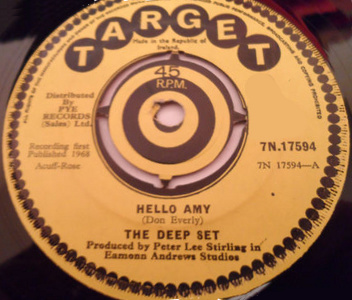 TARGET
Made in the Republic of
Ireland.
45
R.P.M.
Distributed
By
PYE
RECORDS
(Sales) Ltd.
Recording first
Published 1968
Acuff-Rose
7N.17594
7N 17594—A
HELLO AMY
(Don Everly)
THE DEEP SET
Produced by Peter Lee Stirling in
Eamonn Andrews Studios